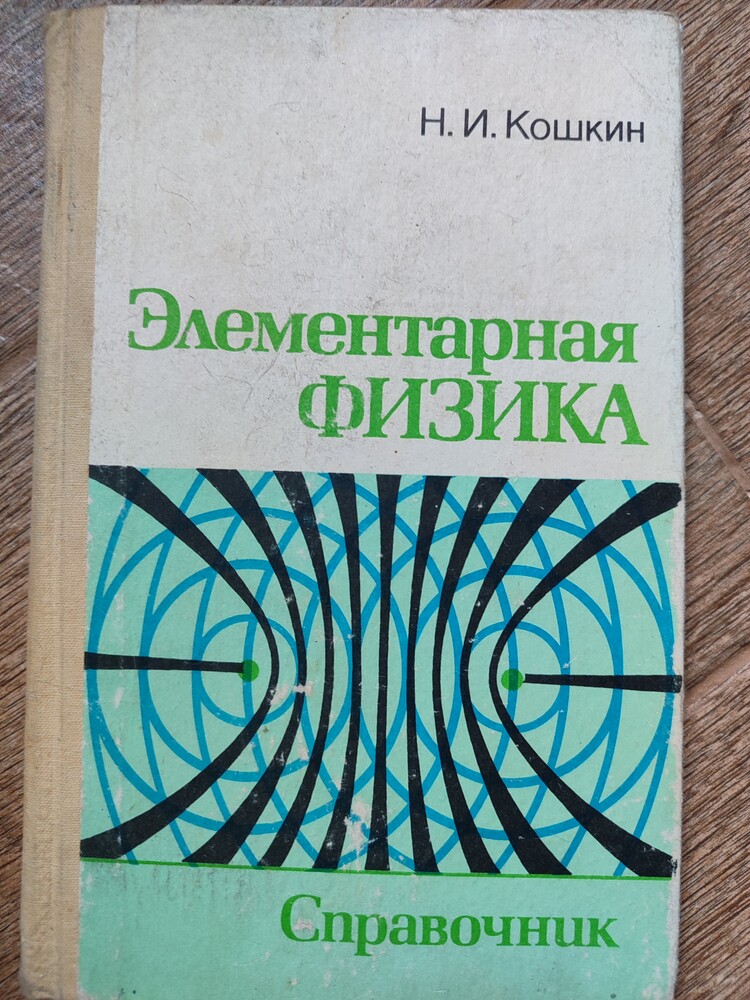 Н. И. Кошкин
Элементарная
ФИЗИКА
Справочник